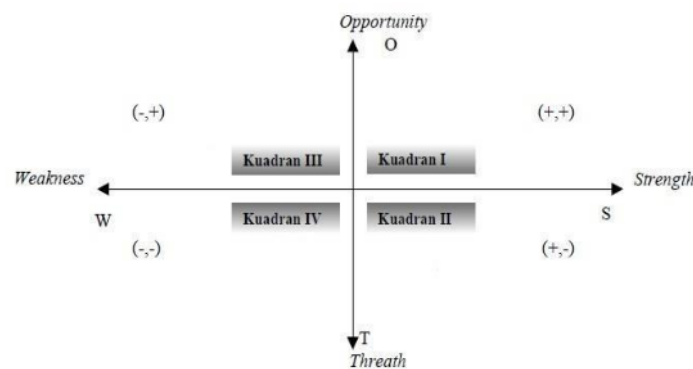 Opportunity
O
(-,+)
(+,+)
Kuadran III
Kuadran I
Weakness
Strength
Kuadran IV
Kuadran II
W
S
(-,-)
(+,-)
T
Threath